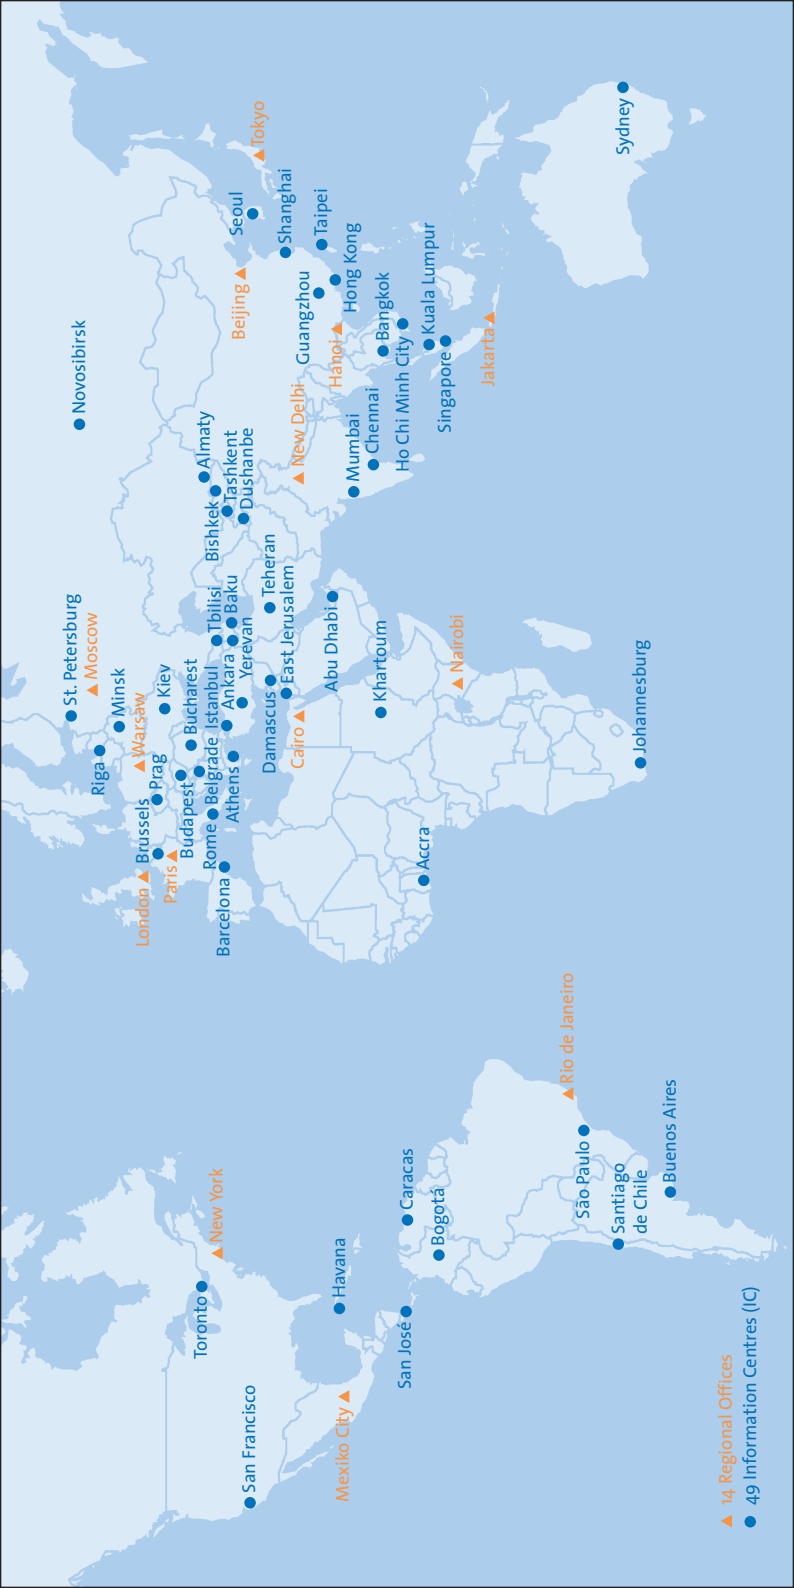 St. Petersburg
Moscow
Novosibirsk
Riga
Minsk
Warsaw
Kiev
London
Brussels
Prag
Paris
Budapest
Bucharest
Belgrade
Istanbul
Rome
Barcelona
Athens
Ankara
Tbilisi
Baku
Yerevan
Almaty
Bishkek
Tashkent
Dushanbe
Teheran
Damascus
East Jerusalem
Cairo
Abu Dhabi
Khartoum
Nairobi
Accra
Johannesburg
New Delhi
Mumbai
Chennai
Beijing
Seoul
Tokyo
Shanghai
Taipei
Guangzhou
Hong Kong
Hanoi
Bangkok
Ho Chi Minh City
Kuala Lumpur
Singapore
Jakarta
Sydney
Toronto
New York
San Francisco
Mexiko City
Havana
San José
Caracas
Bogotá
Rio de Janeiro
São Paulo
Santiago
de Chile
Buenos Aires
14 Regional Offices
49 Information Centres (IC)